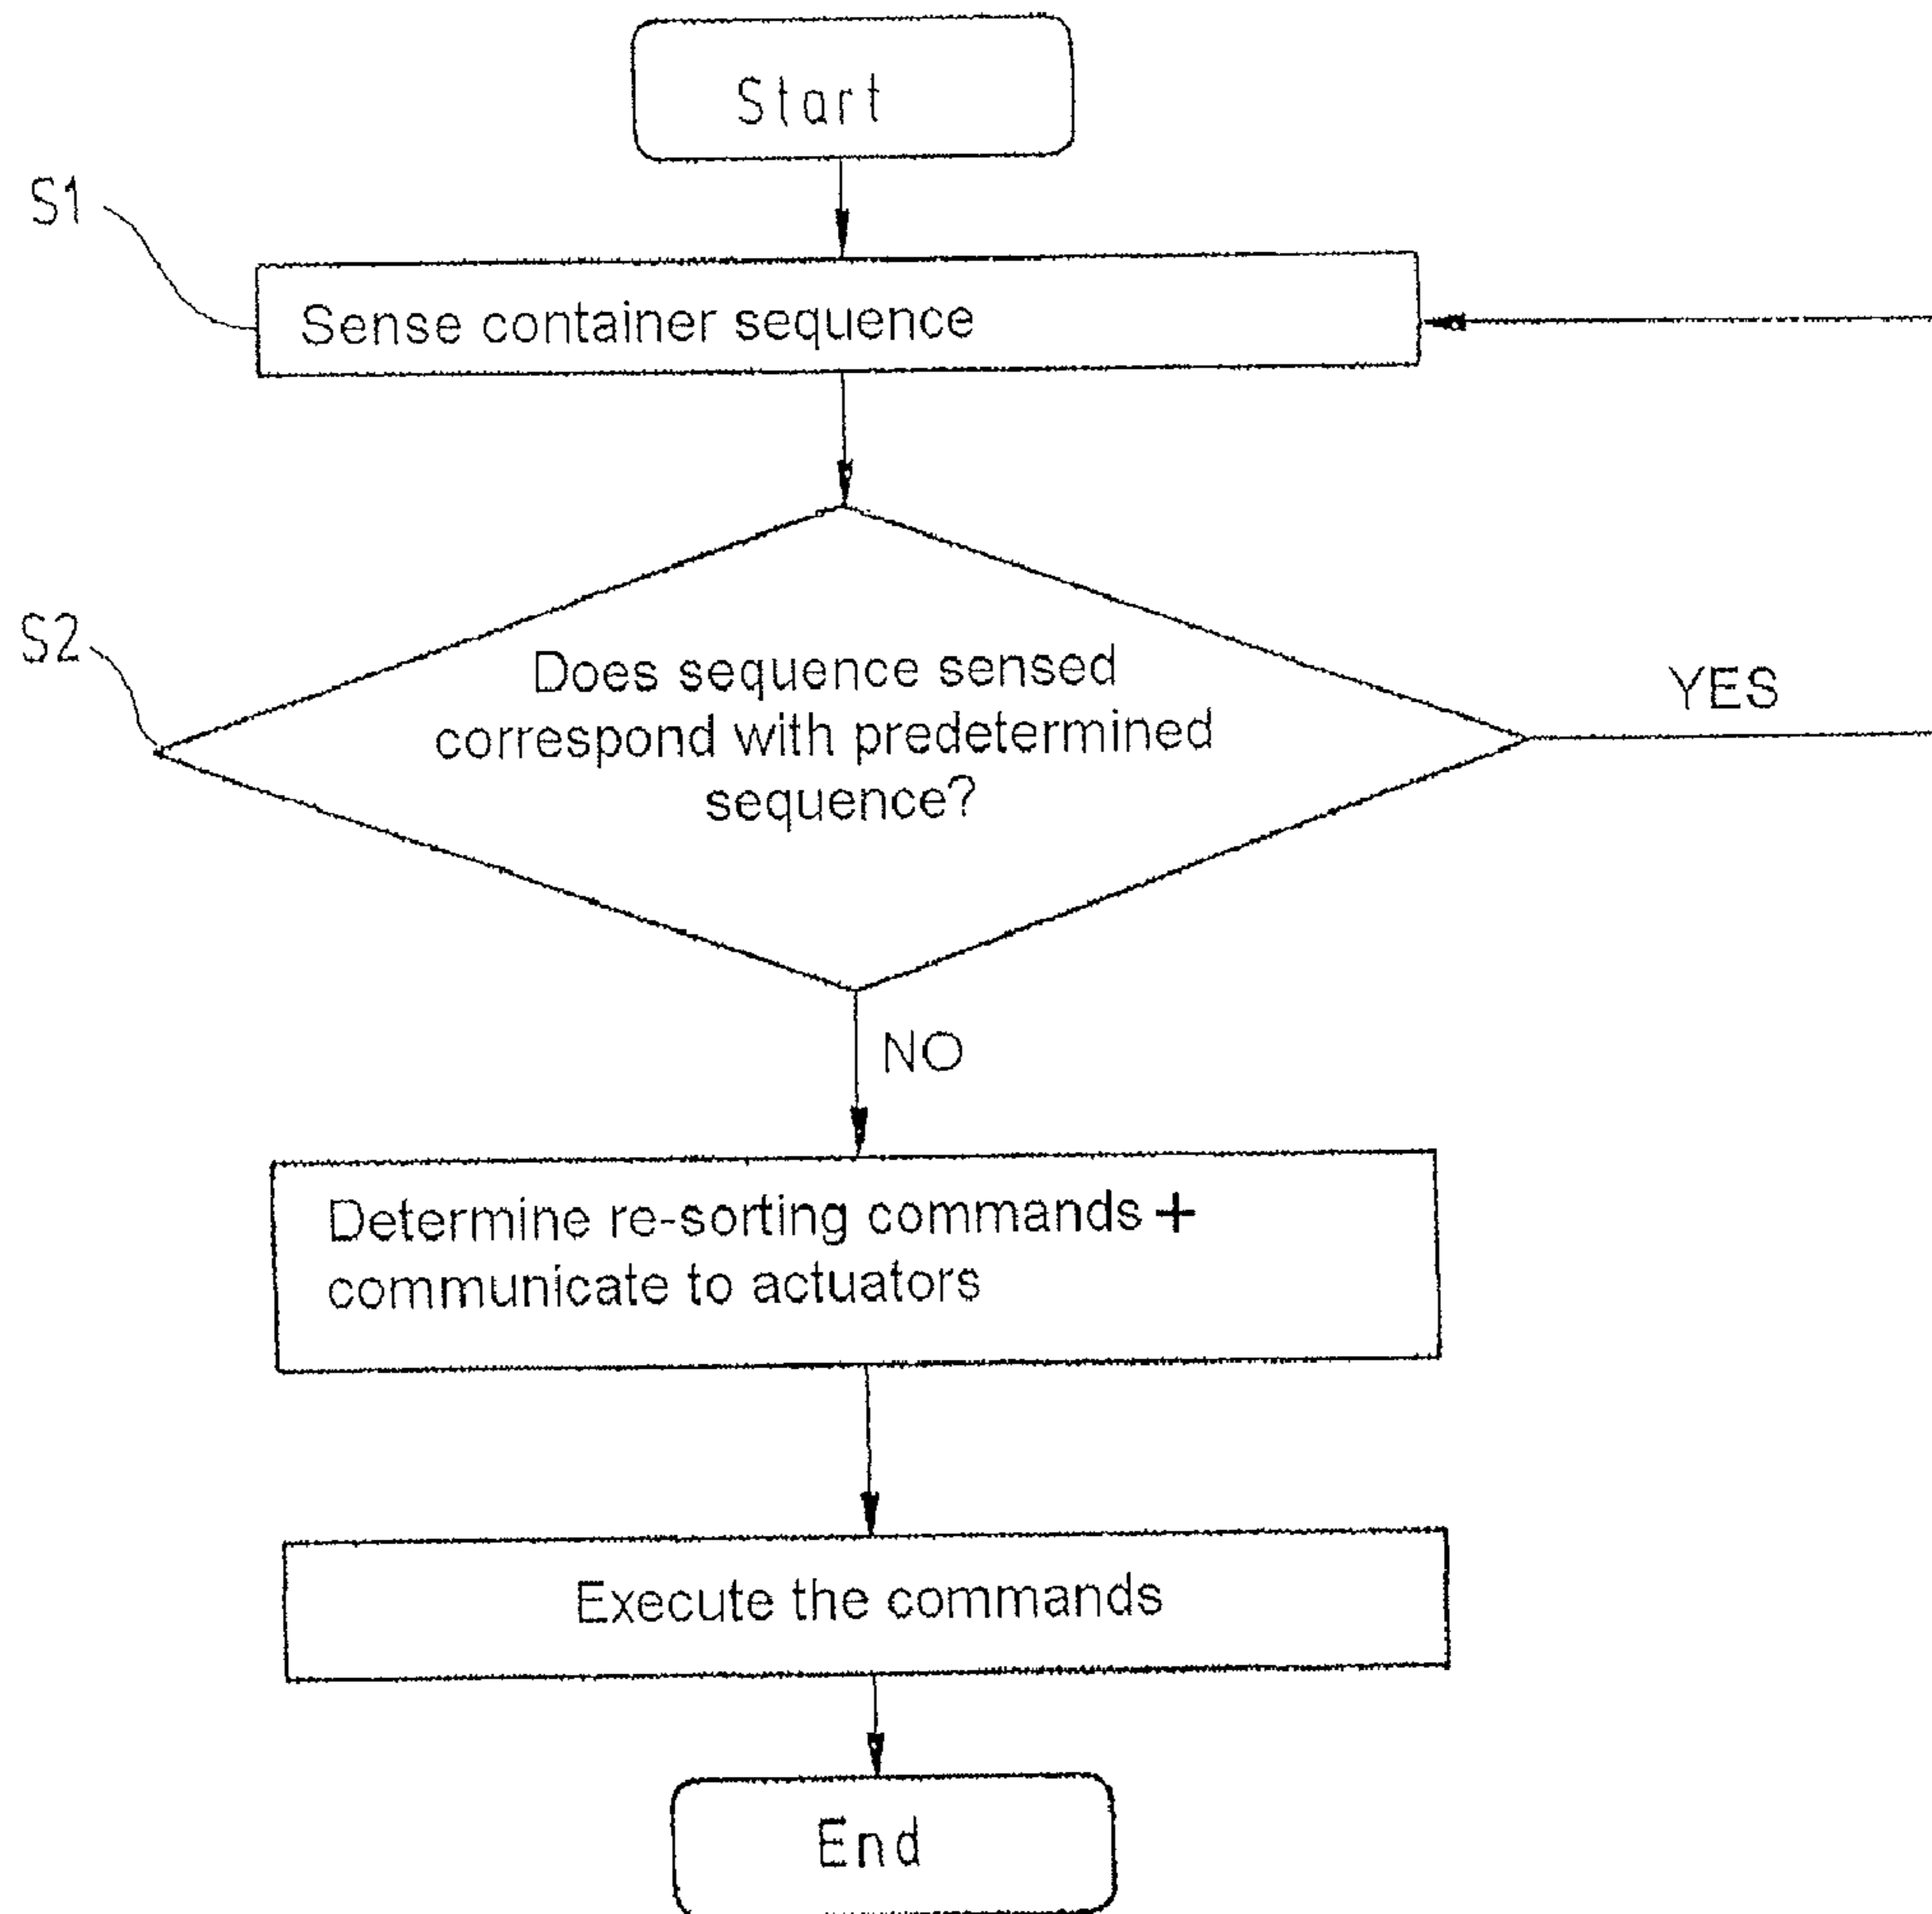 Start
S1
Sense container sequence
S2
Does sequence sensed
correspond with predetermined
sequence?
YES
NO
Determine re-sorting commands +
communicate to actuators
Execute the commands
End